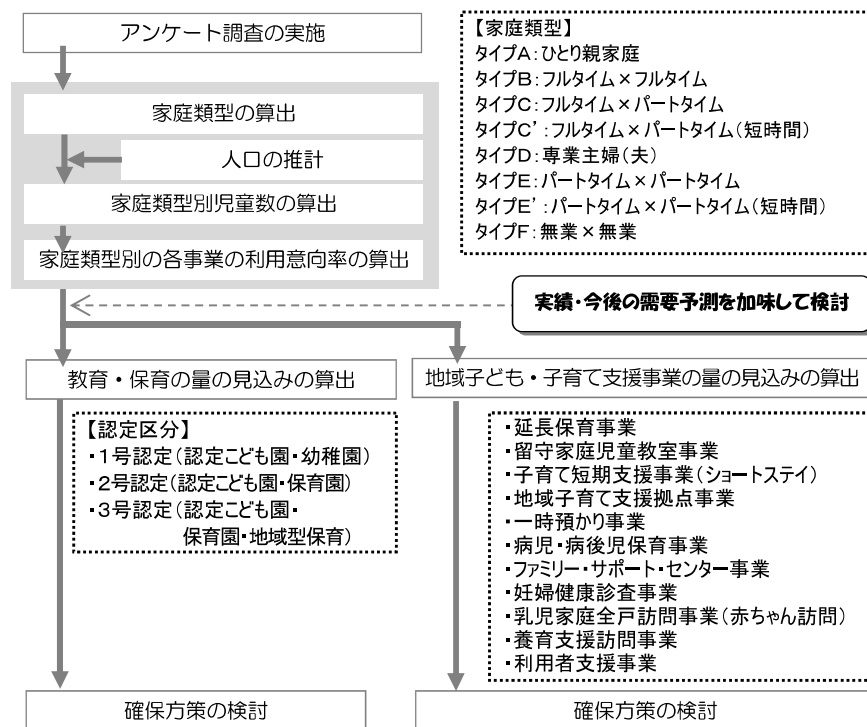 アンケート調査の実施
家庭類型の算出
人口の推計
家庭類型別児童数の算出
家庭類型別の各事業の利用意向率の算出
【家庭類型】
タイプA：ひとり親家庭
タイプB：フルタイム×フルタイム
タイプC：フルタイム×パートタイム
タイプC’：フルタイム×パートタイム（短時間）
タイプD：専業主婦（夫）
タイプE：パートタイム×パートタイム
タイプE’：パートタイム×パートタイム（短時間）
タイプF：無業×無業
実績・今後の需要予測を加味して検討
教育・保育の量の見込みの算出
【認定区分】
・1号認定（認定こども園・幼稚園）
・2号認定（認定こども園・保育園）
・3号認定（認定こども園・
保育園・地域型保育）
確保方策の検討
地域子ども・子育て支援事業の量の見込みの算出
・延長保育事業
・留守家庭児童教室事業
・子育て短期支援事業（ショートステイ）
・地域子育て支援拠点事業
・一時預かり事業
・病児・病後児保育事業
・ファミリー・サポート・センター事業
・妊婦健康診査事業
・乳児家庭全戸訪問事業（赤ちゃん訪問）
・養育支援訪問事業
・利用者支援事業
確保方策の検討